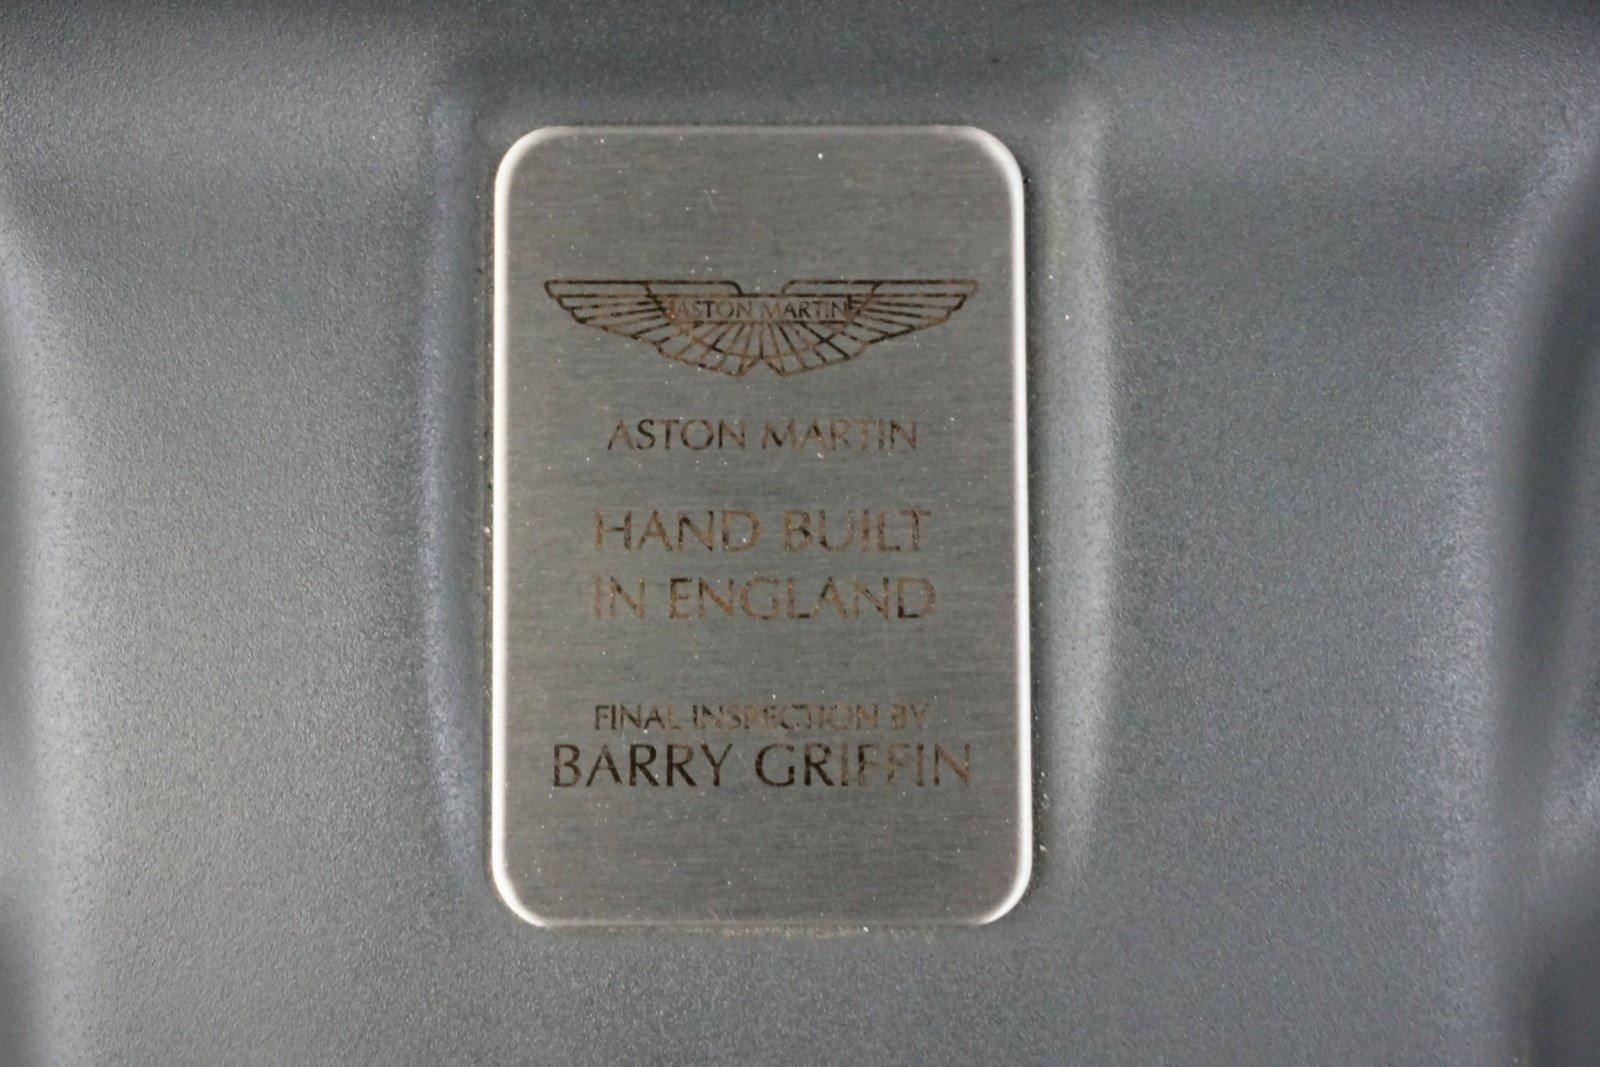 ASTON MARTIN
ASTON MARTIN
HAND BUILT
IN ENGLAND
FINAL INSPECTION BY
BARRY GRIFFIN